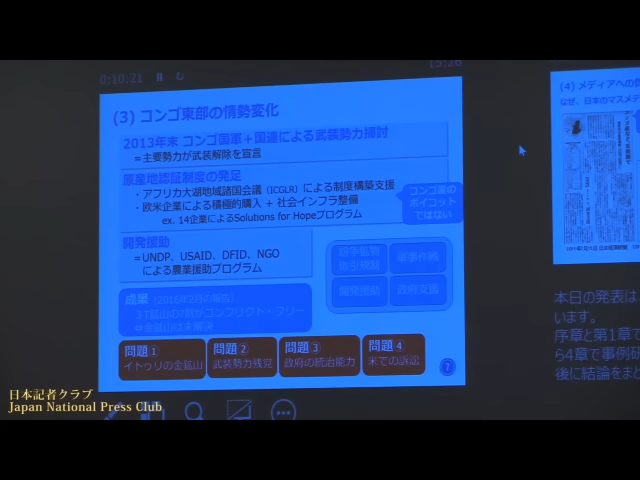 0:10:21
15:26
(3) コンゴ東部の情勢変化
2013年末 コンゴ国軍＋国連による武装勢力掃討
＝主要勢力が武装解除を宣言
原産地認証制度の発足
・アフリカ大湖地域諸国会議（ICGLR）による制度構築支援
・欧米企業による積極的購入 + 社会インフラ整備
ex. 14企業によるSolutions for Hopeプログラム
コンゴ産の
ボイコット
ではない
開発援助
＝UNDP、USAID、DFID、NGO
による農業援助プログラム
紛争鉱物
取引規制
軍事作戦
開発援助
政府支援
成果（2016年2月の報告）
3T鉱山の7割がコンフリクト・フリー
⇔金鉱山は未解決
問題①
イトゥリの金鉱山
問題②
武装勢力残党
問題③
政府の統治能力
問題④
米での訴訟
7
(4) メディアへの
なぜ、日本のマスメデ
本日の発表は
います。
序章と第1章で
ら4章で事例研
後に結論をまと
日本記者クラブ
Japan National Press Club